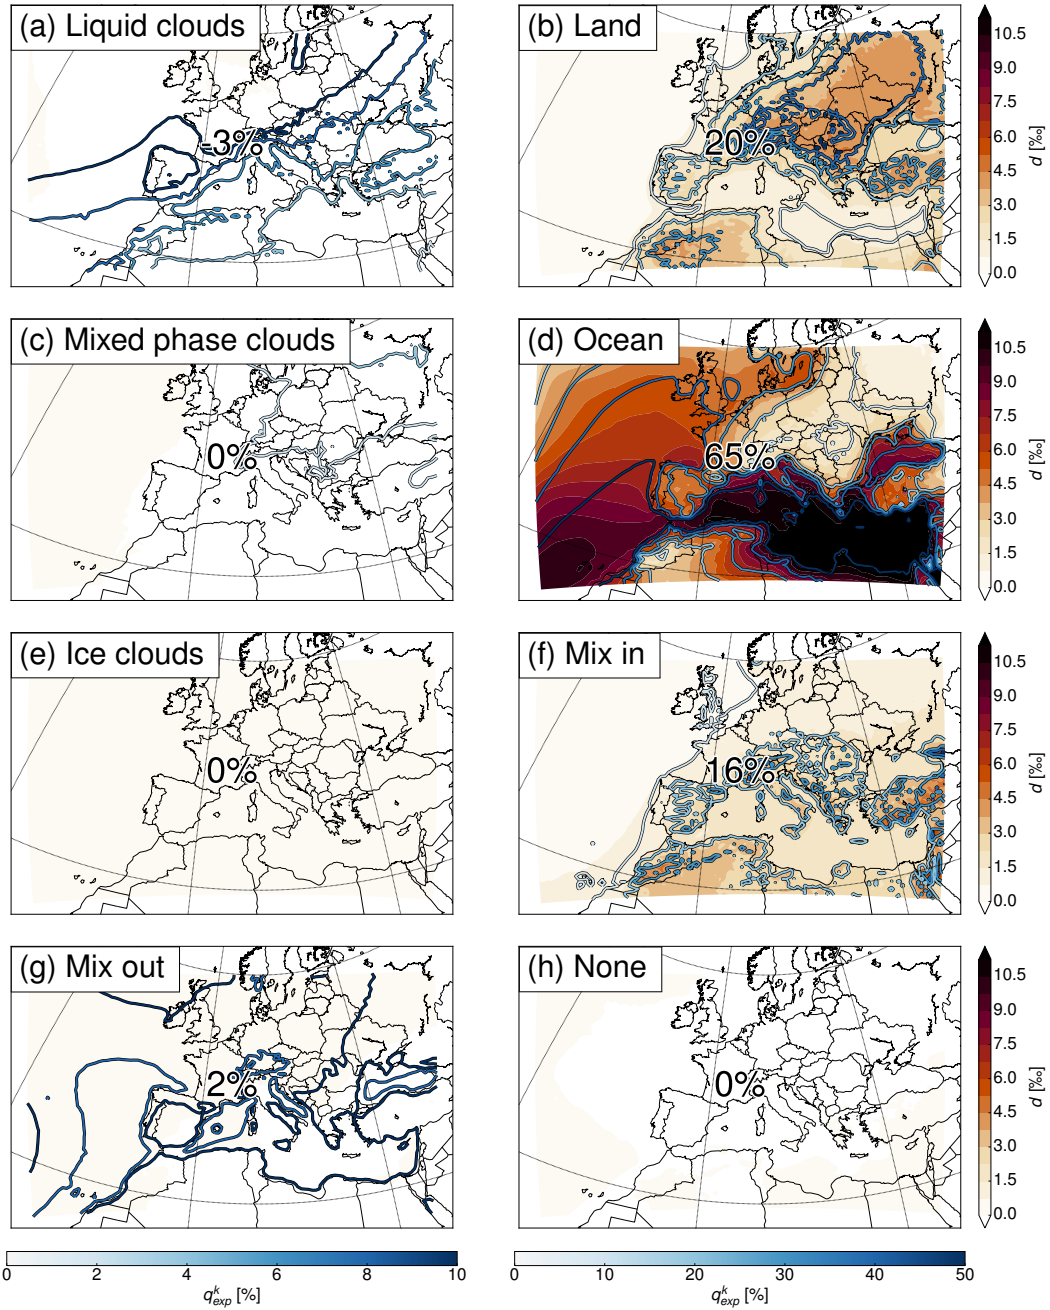 (a) Liquid clouds
-3%
(b) Land
20%
10.5
9.0
7.5
6.0
4.5
3.0
1.5
0.0
d [‰]
(c) Mixed phase clouds
0%
(d) Ocean
65%
10.5
9.0
7.5
6.0
4.5
3.0
1.5
0.0
d [‰]
(e) Ice clouds
0%
(f) Mix in
16%
10.5
9.0
7.5
6.0
4.5
3.0
1.5
0.0
d [‰]
(g) Mix out
2%
(h) None
0%
10.5
9.0
7.5
6.0
4.5
3.0
1.5
0.0
d [‰]
0 2 4 6 8 10
q^k_exp [%]
0 10 20 30 40 50
q^k_exp [%]